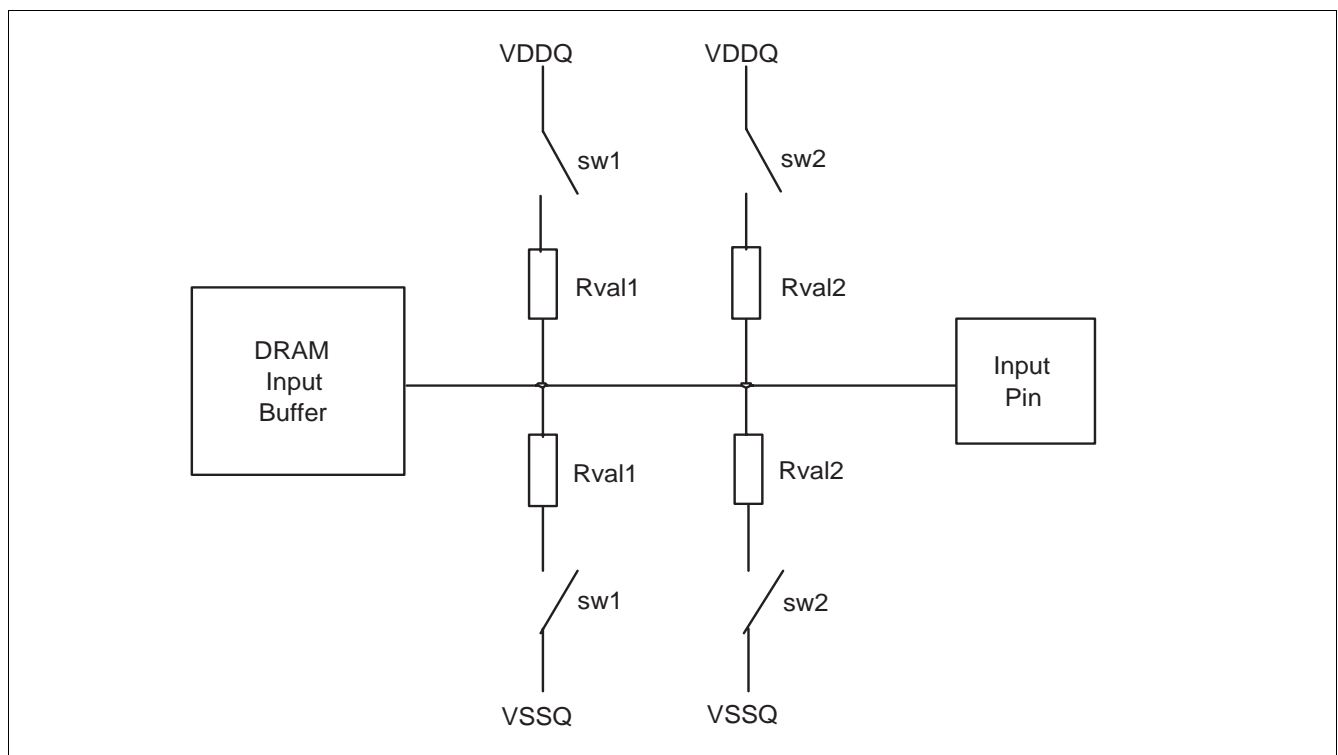 VDDQ
VDDQ
sw1
sw2
Rval1
Rval2
DRAM
Input
Buffer
Input
Pin
Rval1
Rval2
sw1
sw2
VSSQ
VSSQ